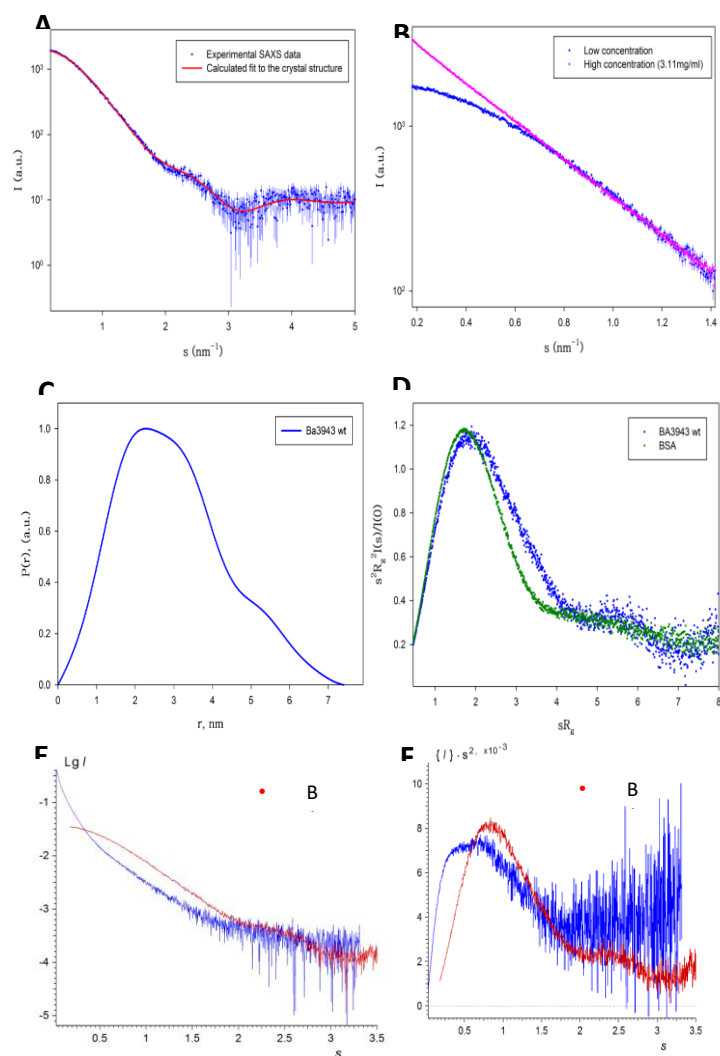 A
Experimental SAXS data
Calculated fit to the crystal structure
I (a.u.)
10³
10²
10¹
10⁰
1 2 3 4 5
s (nm⁻¹)
B
Low concentration
High concentration (3.11mg/ml)
I (a.u.)
10³
10²
0.2 0.4 0.6 0.8 1.0 1.2 1.4
s (nm⁻¹)
C
Ba3943 wt
P(r), (a.u.)
1.0
0.8
0.6
0.4
0.2
0.0
0 1 2 3 4 5 6 7
r, nm
D
BA3943 wt
BSA
s²Rg²I(s)/I(0)
1.2
1.0
0.8
0.6
0.4
0.2
1 2 3 4 5 6 7 8
sRg
Lg I
B
-1
-2
-3
-4
-5
0.5 1 1.5 2 2.5 3 3.5
s
{ I } · s², ×10⁻³
B
10
8
6
4
2
0
0.5 1 1.5 2 2.5 3 3.5
s